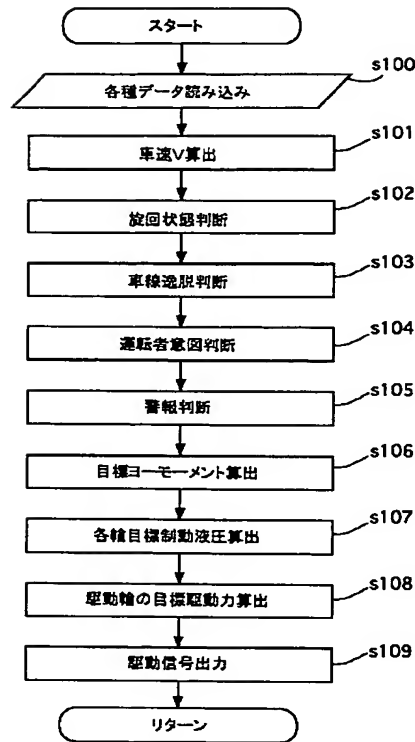 スタート
s100
各種データ読み込み
s101
車速V算出
s102
旋回状態判断
s103
車線逸脱判断
s104
運転者意図判断
s105
警報判断
s106
目標ヨーモーメント算出
s107
各輪目標制動液圧算出
s108
駆動輪の目標駆動力算出
s109
駆動信号出力
リターン